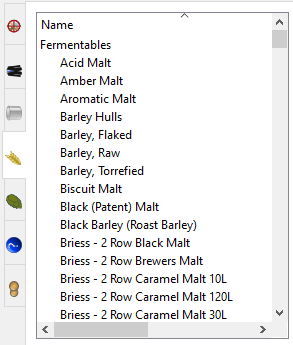 Name
Fermentables
Acid Malt
Amber Malt
Aromatic Malt
Barley Hulls
Barley, Flaked
Barley, Raw
Barley, Torrefied
Biscuit Malt
Black (Patent) Malt
Black Barley (Roast Barley)
Briess - 2 Row Black Malt
Briess - 2 Row Brewers Malt
Briess - 2 Row Caramel Malt 10L
Briess - 2 Row Caramel Malt 120L
Briess - 2 Row Caramel Malt 30L